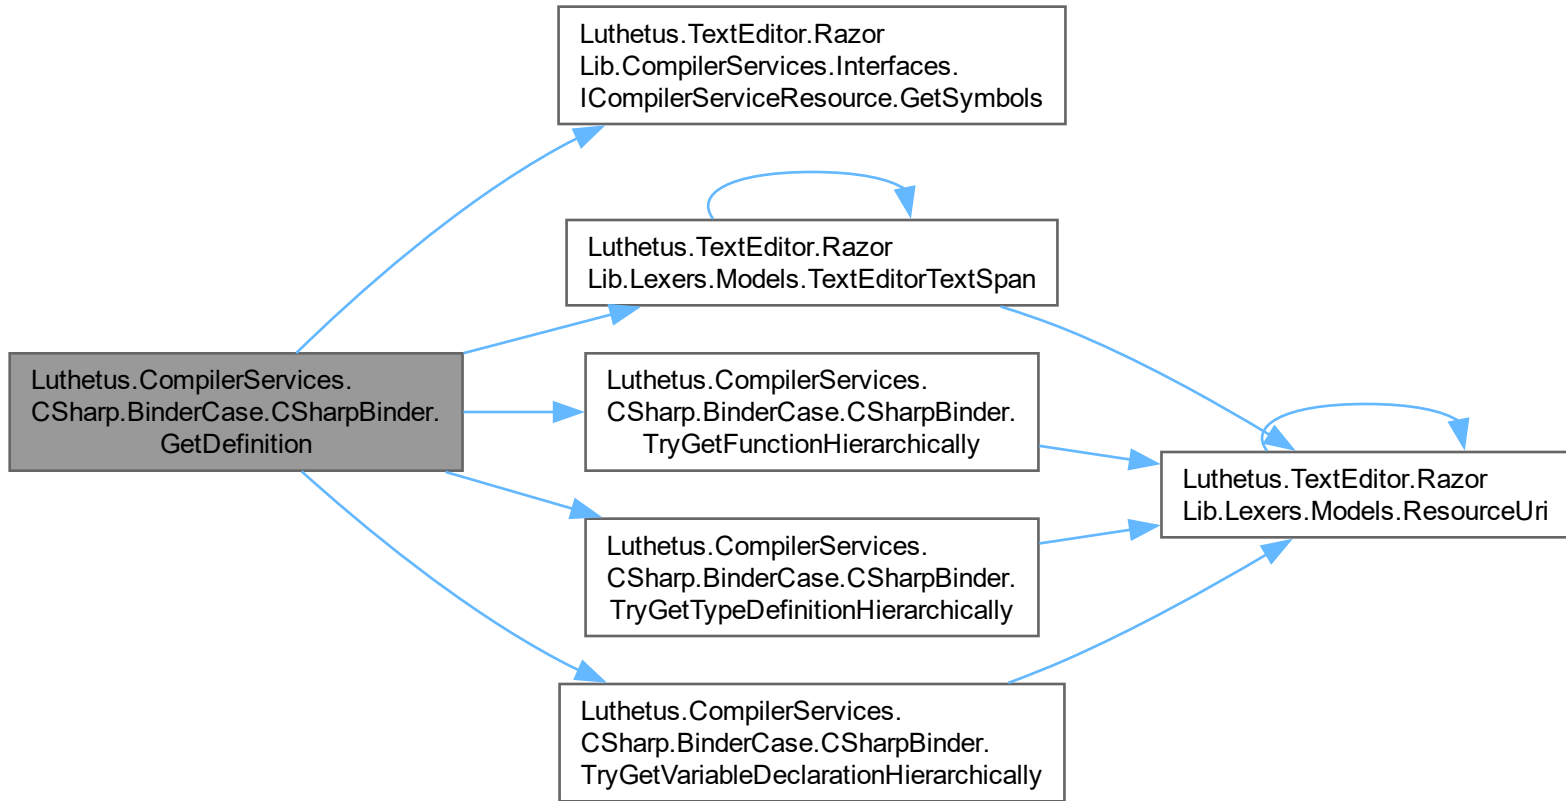 Luthetus.TextEditor.Razor
Lib.CompilerServices.Interfaces.
ICompilerServiceResource.GetSymbols
Luthetus.TextEditor.Razor
Lib.Lexers.Models.TextEditorTextSpan
Luthetus.CompilerServices.
CSharp.BinderCase.CSharpBinder.
GetDefinition
Luthetus.CompilerServices.
CSharp.BinderCase.CSharpBinder.
TryGetFunctionHierarchically
Luthetus.TextEditor.Razor
Lib.Lexers.Models.ResourceUri
Luthetus.CompilerServices.
CSharp.BinderCase.CSharpBinder.
TryGetTypeDefinitionHierarchically
Luthetus.CompilerServices.
CSharp.BinderCase.CSharpBinder.
TryGetVariableDeclarationHierarchically